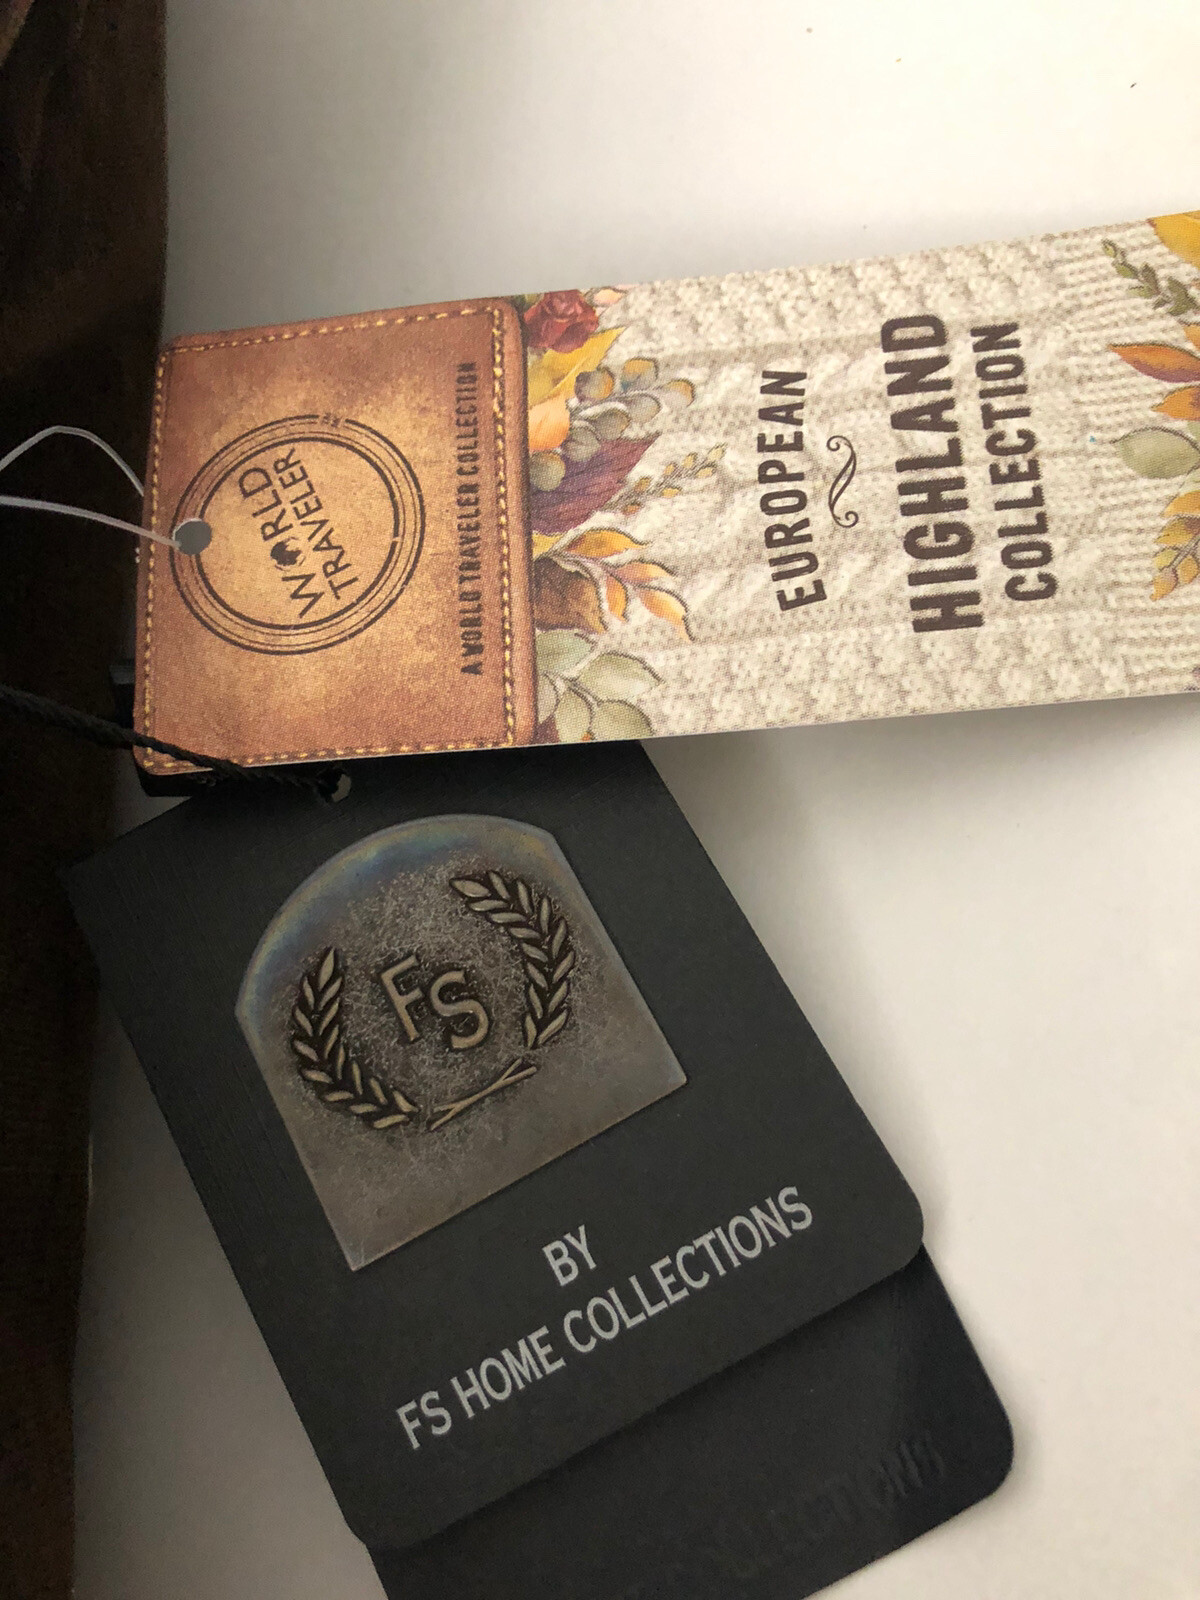 WORLD
TRAVELER
A WORLD TRAVELER COLLECTION
EUROPEAN
HIGHLAND
COLLECTION
FS
BY
FS HOME COLLECTIONS